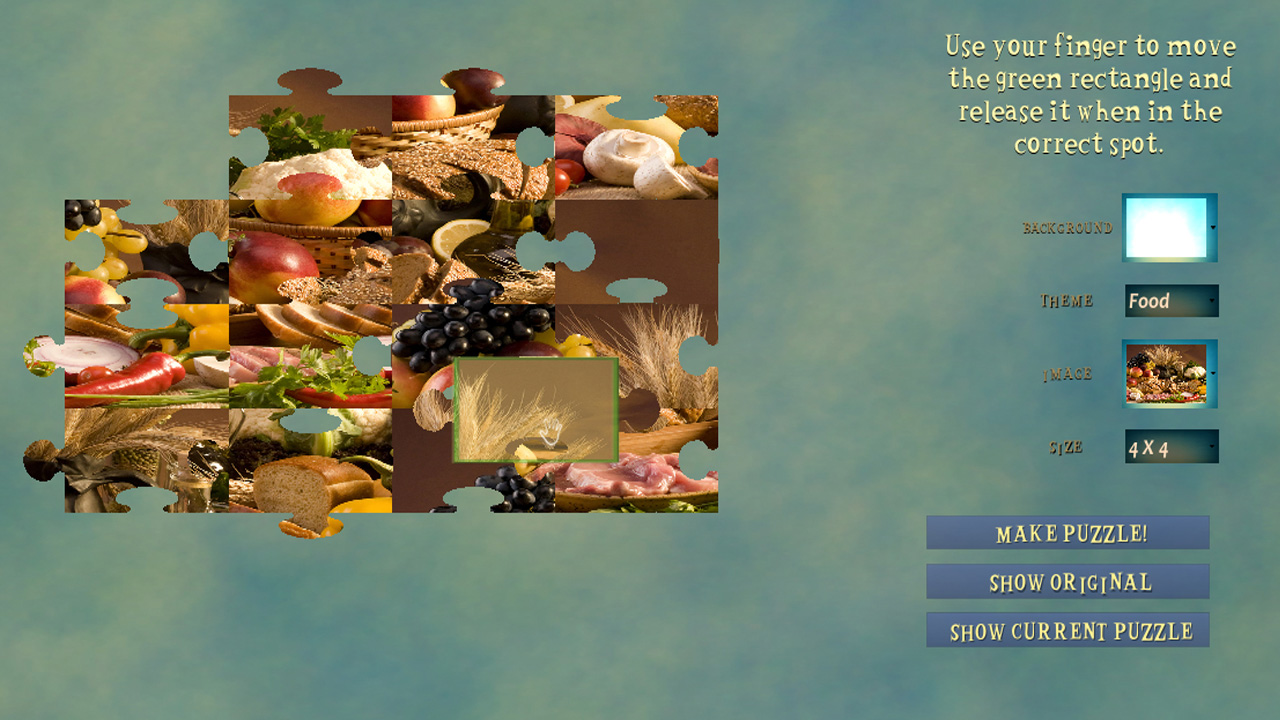 Use your finger to move
the green rectangle and
release it when in the
correct spot.
BACKGROUND
THEME
Food
IMAGE
SIZE
4 X 4
MAKE PUZZLE!
SHOW ORIGINAL
SHOW CURRENT PUZZLE